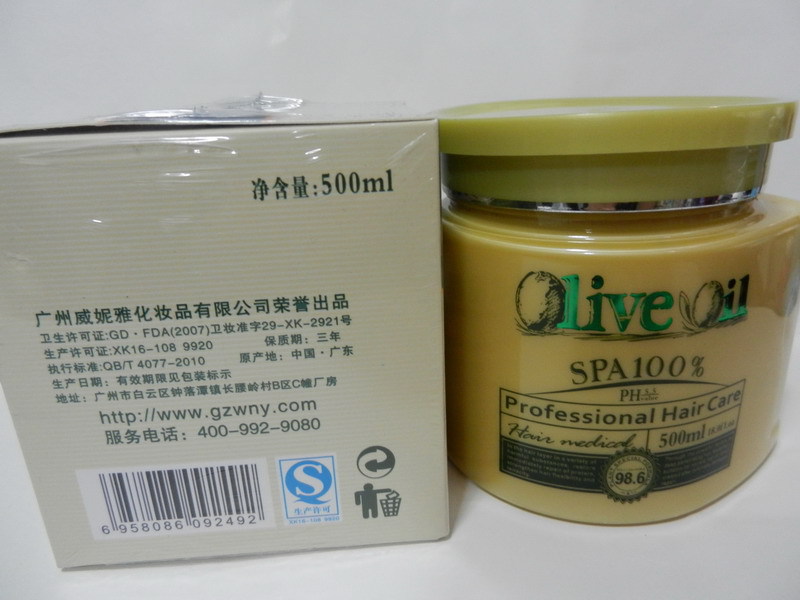 净含量:500ml
广州威妮雅化妆品有限公司荣誉出品
卫生许可证:GD·FDA(2007)卫妆准字29-XK-2921号
生产许可证:XK16-108 9920 保质期: 三年
执行标准:QB/T 4077-2010 原产地: 中国·广东
生产日期: 有效期限见包装标示
地址: 广州市白云区钟落潭镇长腰岭村B区C幢厂房
http://www.gzwny.com
服务电话: 400-992-9080
6 958086 092492
QS
生产许可
XK16-108 9920
Olive Oil
SPA100%
PH
Professional Hair Care
Hair medical
500ml
98.6